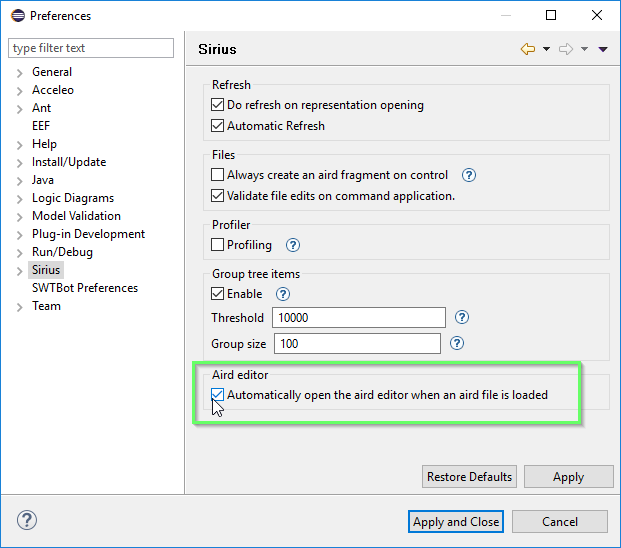 Preferences
type filter text
General
Acceleo
Ant
EEF
Help
Install/Update
Java
Logic Diagrams
Model Validation
Plug-in Development
Run/Debug
Sirius
SWTBot Preferences
Team
Sirius
Refresh
Do refresh on representation opening
Automatic Refresh
Files
Always create an aird fragment on control
Validate file edits on command application.
Profiler
Profiling
Group tree items
Enable
Threshold 10000
Group size 100
Aird editor
Automatically open the aird editor when an aird file is loaded
Restore Defaults Apply
Apply and Close Cancel